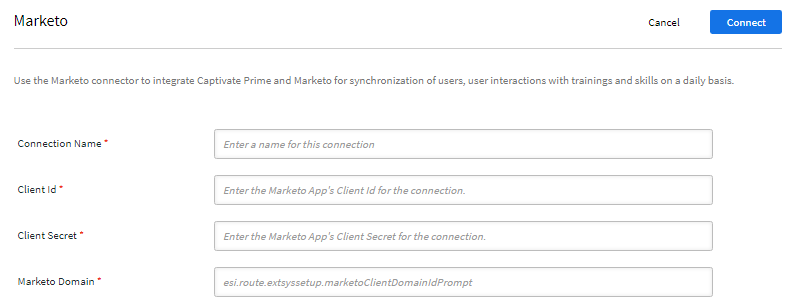 Marketo
Cancel
Connect
Use the Marketo connector to integrate Captivate Prime and Marketo for synchronization of users, user interactions with trainings and skills on a daily basis.
Connection Name *
Enter a name for this connection
Client Id *
Enter the Marketo App's Client Id for the connection.
Client Secret *
Enter the Marketo App's Client Secret for the connection.
Marketo Domain *
esi.route.extsyssetup.marketoClientDomainIdPrompt